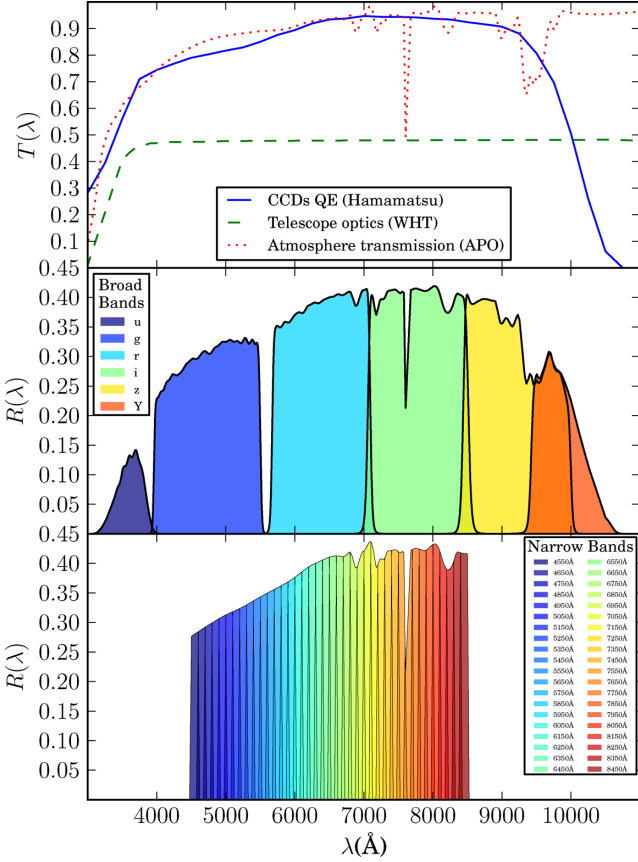 0.9
0.8
0.7
0.6
0.5
0.4
0.3
0.2
0.1
T(λ)
CCDs QE (Hamamatsu)
Telescope optics (WHT)
Atmosphere transmission (APO)
0.45
0.40
0.35
0.30
0.25
0.20
0.15
0.10
0.05
R(λ)
Broad
Bands
u
g
r
i
z
Y
0.45
0.40
0.35
0.30
0.25
0.20
0.15
0.10
0.05
R(λ)
Narrow Bands
4550Å 6550Å
4650Å 6650Å
4750Å 6750Å
4850Å 6850Å
4950Å 6950Å
5050Å 7050Å
5150Å 7150Å
5250Å 7250Å
5350Å 7350Å
5450Å 7450Å
5550Å 7550Å
5650Å 7650Å
5750Å 7750Å
5850Å 7850Å
5950Å 7950Å
6050Å 8050Å
6150Å 8150Å
6250Å 8250Å
6350Å 8350Å
6450Å 8450Å
4000 5000 6000 7000 8000 9000 10000
λ(Å)